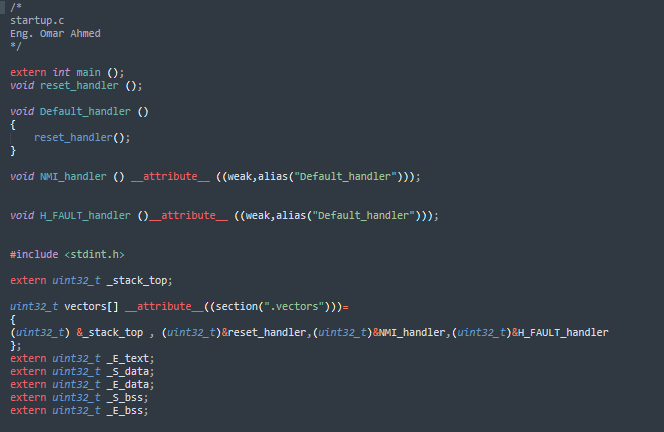 /*
startup.c
Eng. Omar Ahmed
*/
extern int main ();
void reset_handler ();
void Default_handler ()
{
reset_handler();
}
void NMI_handler () __attribute__ ((weak,alias("Default_handler")));
void H_FAULT_handler ()__attribute__ ((weak,alias("Default_handler")));
#include <stdint.h>
extern uint32_t _stack_top;
uint32_t vectors[] __attribute__((section(".vectors")))=
{
(uint32_t) &_stack_top , (uint32_t)&reset_handler,(uint32_t)&NMI_handler,(uint32_t)&H_FAULT_handler
};
extern uint32_t _E_text;
extern uint32_t _S_data;
extern uint32_t _E_data;
extern uint32_t _S_bss;
extern uint32_t _E_bss;